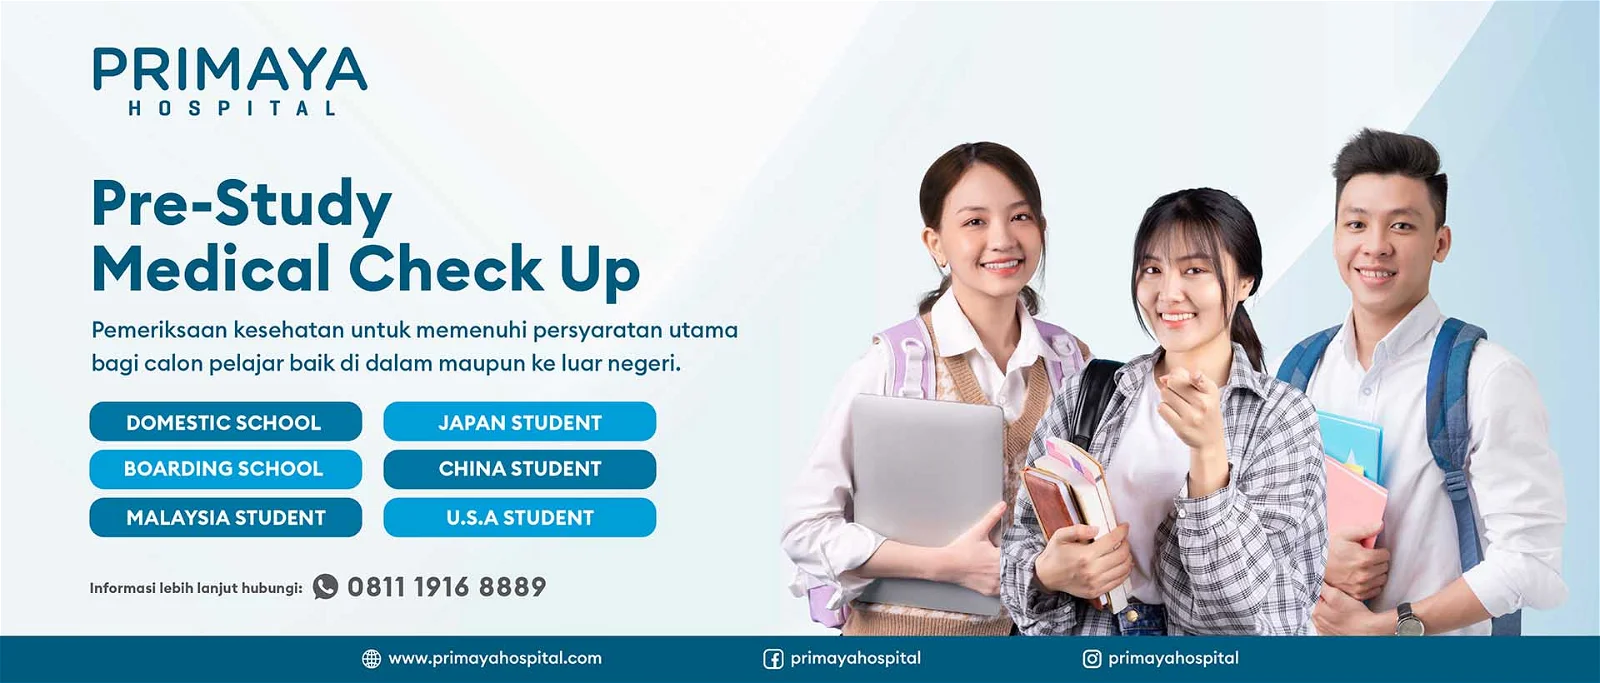 PRIMAYA
HOSPITAL
Pre-Study
Medical Check Up
Pemeriksaan kesehatan untuk memenuhi persyaratan utama
bagi calon pelajar baik di dalam maupun ke luar negeri.
DOMESTIC SCHOOL
JAPAN STUDENT
BOARDING SCHOOL
CHINA STUDENT
MALAYSIA STUDENT
U.S.A STUDENT
Informasi lebih lanjut hubungi: 0811 1916 8889
www.primayahospital.com
primayahospital
primayahospital